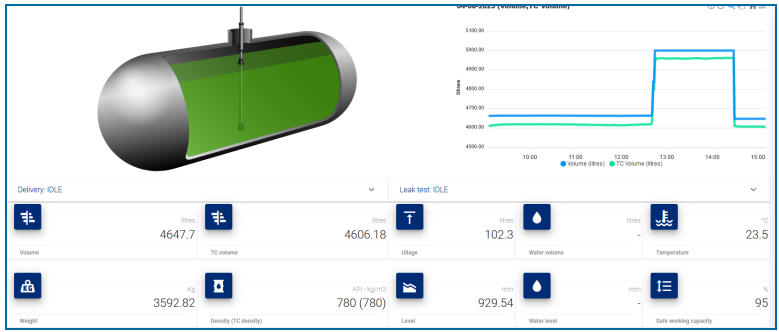 04-08-2023 (Volume,TC Volume)
5100.00
5000.00
4900.00
4800.00
4700.00
4600.00
4500.00
litres
10:00 11:00 12:00 13:00 14:00 15:00
Volume (litres) TC Volume (litres)
Delivery: IDLE
Leak test: IDLE
litres
4647.7
Volume
litres
4606.18
TC volume
litres
102.3
Ullage
litres
-
Water volume
°C
23.5
Temperature
KG
Kg
3592.82
Weight
API - kg/m3
780 (780)
Density (TC density)
mm
929.54
Level
mm
-
Water level
%
95
Safe working capacity